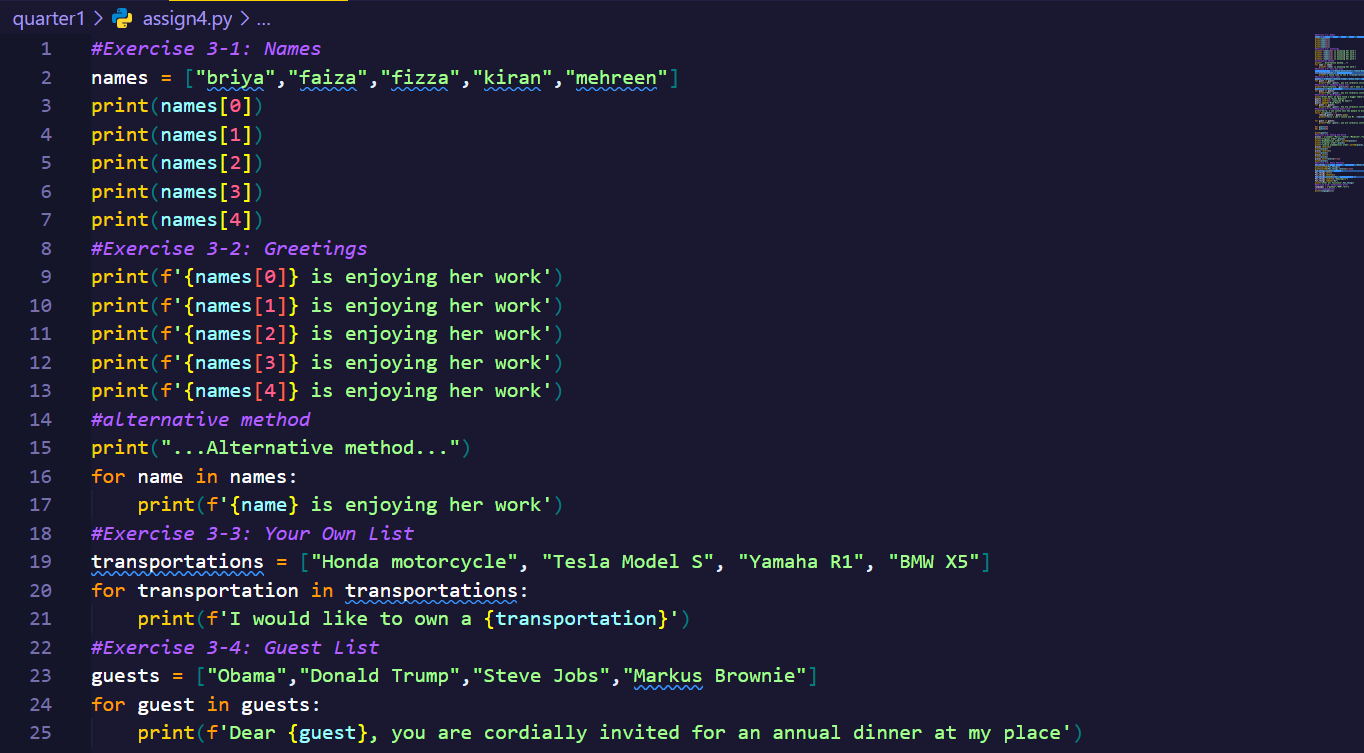 quarter1 > assign4.py > ...
1 #Exercise 3-1: Names
2 names = ["briya","faiza","fizza","kiran","mehreen"]
3 print(names[0])
4 print(names[1])
5 print(names[2])
6 print(names[3])
7 print(names[4])
8 #Exercise 3-2: Greetings
9 print(f'{names[0]} is enjoying her work')
10 print(f'{names[1]} is enjoying her work')
11 print(f'{names[2]} is enjoying her work')
12 print(f'{names[3]} is enjoying her work')
13 print(f'{names[4]} is enjoying her work')
14 #alternative method
15 print("...Alternative method...")
16 for name in names:
17     print(f'{name} is enjoying her work')
18 #Exercise 3-3: Your Own List
19 transportations = ["Honda motorcycle", "Tesla Model S", "Yamaha R1", "BMW X5"]
20 for transportation in transportations:
21     print(f'I would like to own a {transportation}')
22 #Exercise 3-4: Guest List
23 guests = ["Obama","Donald Trump","Steve Jobs","Markus Brownie"]
24 for guest in guests:
25     print(f'Dear {guest}, you are cordially invited for an annual dinner at my place')